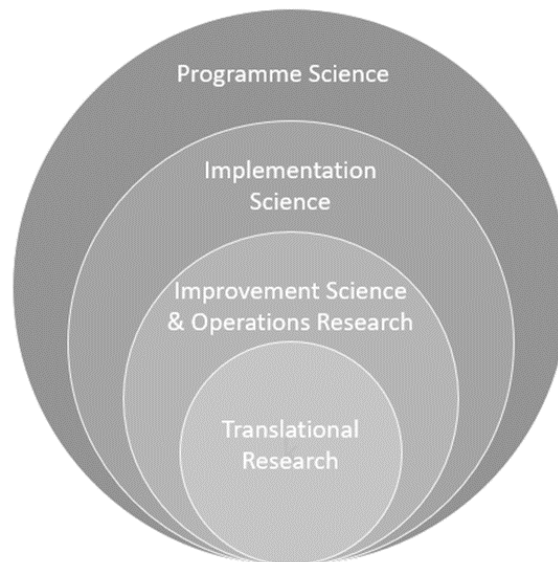 Programme Science
Implementation
Science
Improvement Science
& Operations Research
Translational
Research